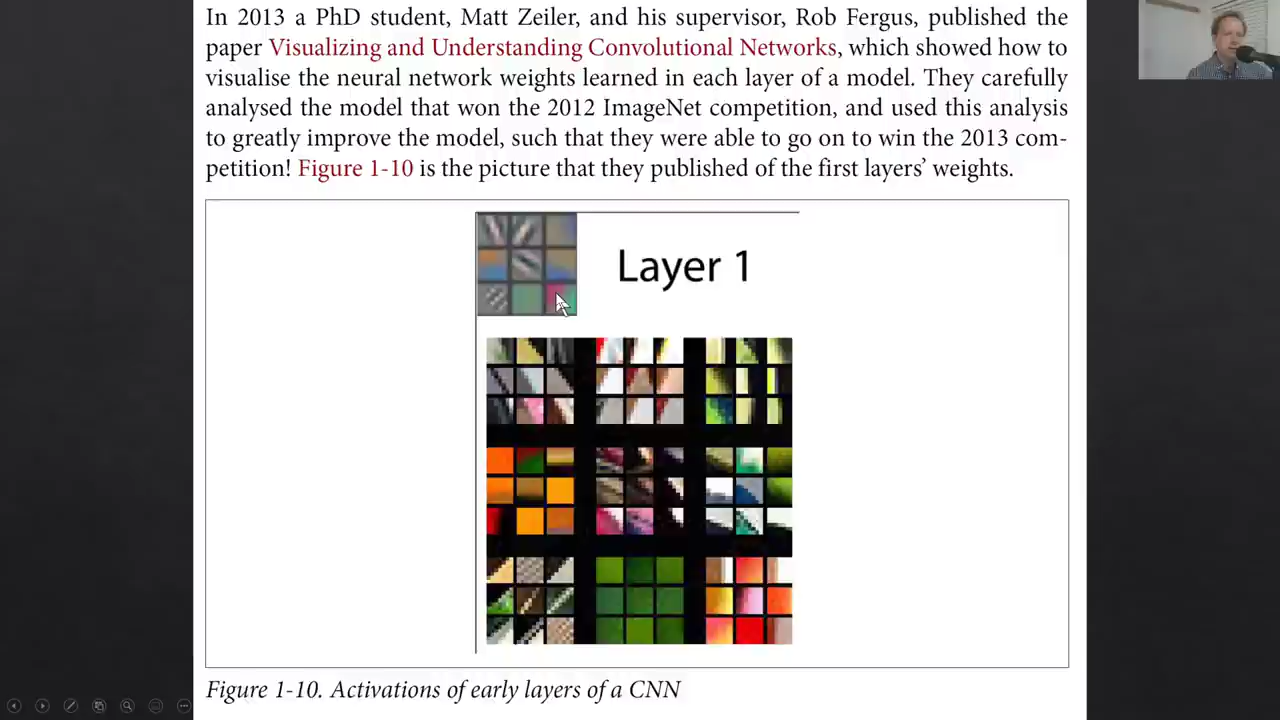 In 2013 a PhD student, Matt Zeiler, and his supervisor, Rob Fergus, published the
paper Visualizing and Understanding Convolutional Networks, which showed how to
visualise the neural network weights learned in each layer of a model. They carefully
analysed the model that won the 2012 ImageNet competition, and used this analysis
to greatly improve the model, such that they were able to go on to win the 2013 com-
petition! Figure 1-10 is the picture that they published of the first layers’ weights.
Layer 1
Figure 1-10. Activations of early layers of a CNN